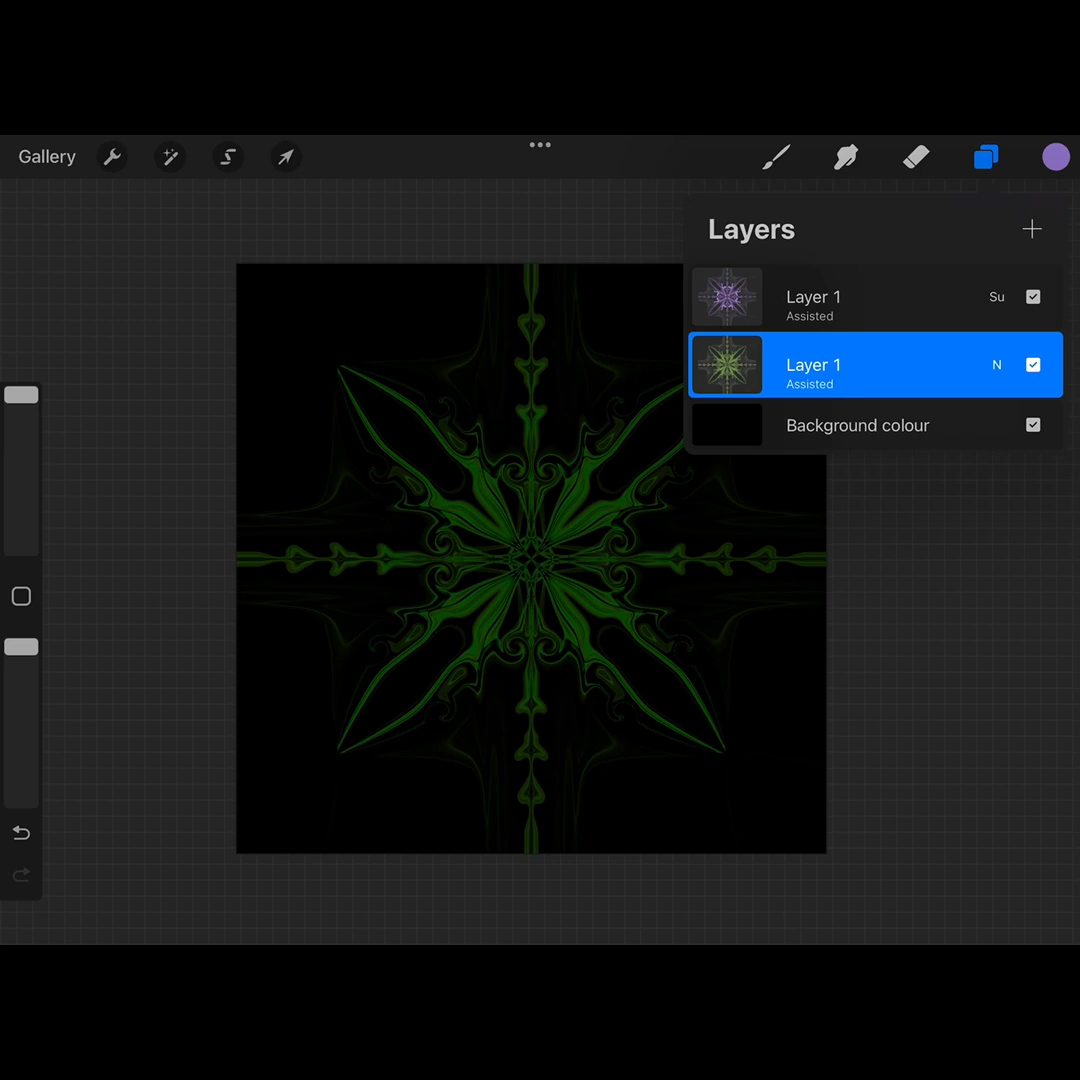 Gallery
Layers
Layer 1
Su
Assisted
Layer 1
N
Assisted
Background colour